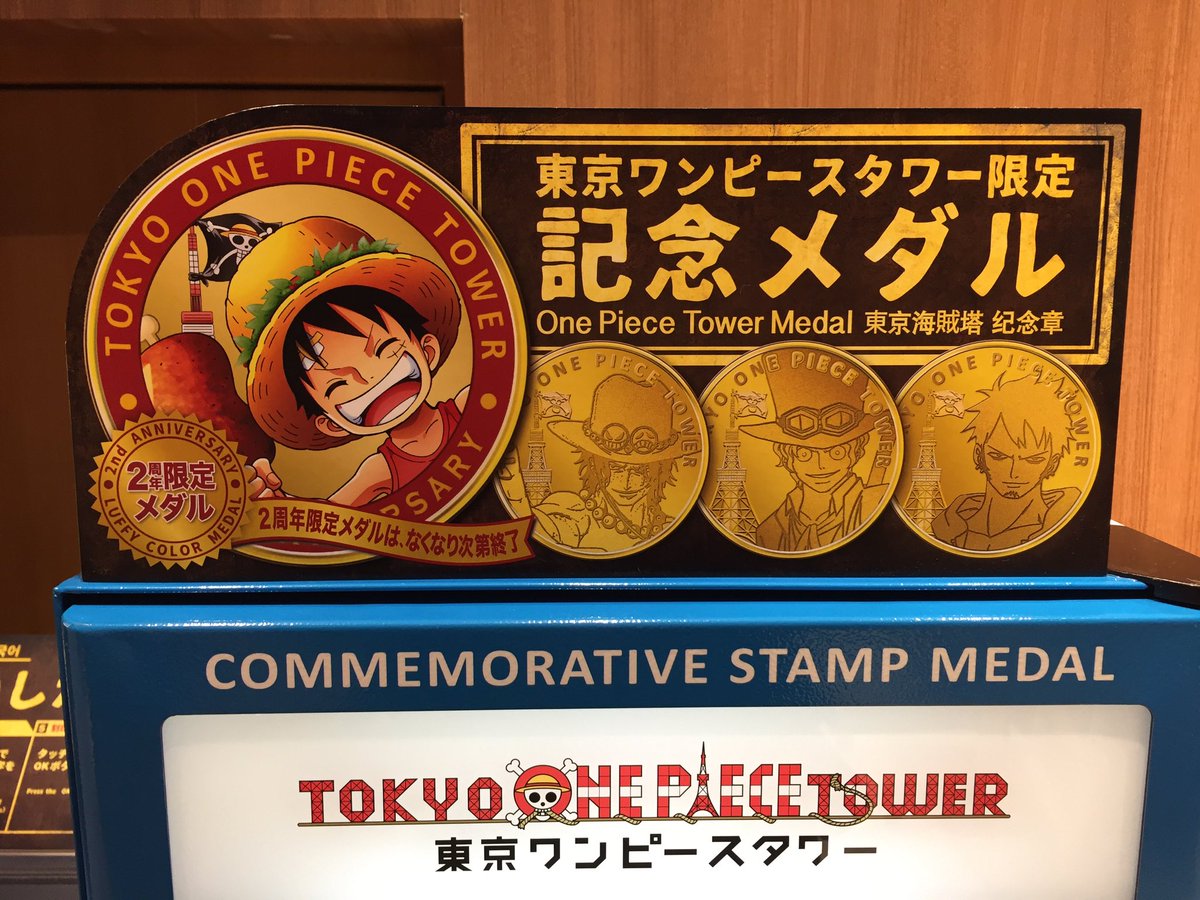 TOKYO ONE PIECE TOWER
2nd ANNIVERSARY
2周年限定
メダル
LUFFY COLOR MEDAL
2周年限定メダルは、なくなり次第終了
東京ワンピースタワー限定
記念メダル
One Piece Tower Medal 東京海賊塔 纪念章
ONE PIECE TOWER
ONE PIECE TOWER
ONE PIECE TOWER
COMMEMORATIVE STAMP MEDAL
TOKYO ONE PIECE TOWER
東京ワンピースタワー
Press the